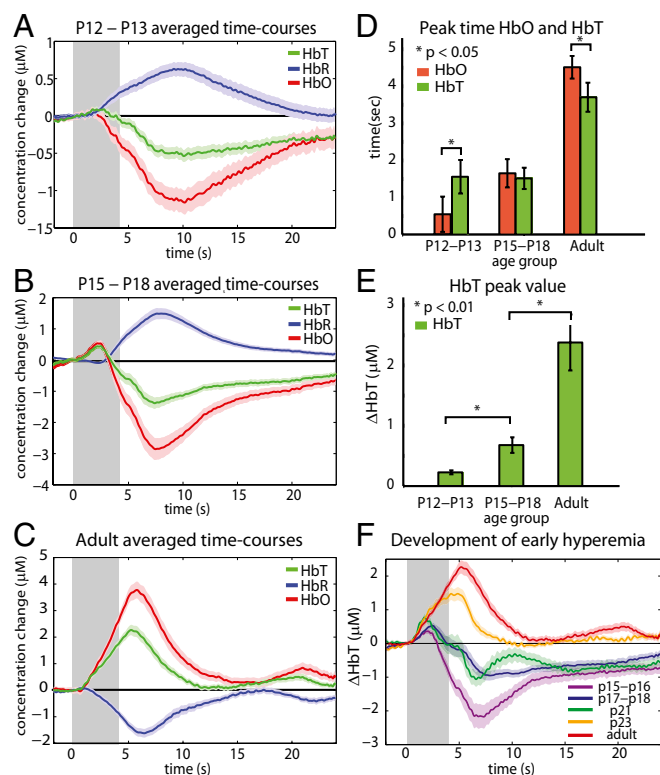 A P12 – P13 averaged time-courses
concentration change (μM)
1
0.5
0
-0.5
-1
-15
HbT
HbR
HbO
0 5 10 15 20
time (s)
B P15 – P18 averaged time-courses
concentration change (μM)
2
1
0
−1
−2
−3
−4
HbT
HbR
HbO
0 5 10 15 20
time (s)
C Adult averaged time-courses
concentration change (μM)
5
4
3
2
1
0
-1
-2
HbT
HbR
HbO
0 5 10 15 20
time (s)
D Peak time HbO and HbT
time(sec)
5
4
3
2
1
0
* p < 0.05
HbO
HbT
*
*
P12−P13 P15−P18 Adult
age group
E HbT peak value
ΔHbT (μM)
3
2
1
0
* p < 0.01
HbT
*
*
P12−P13 P15−P18 Adult
age group
F Development of early hyperemia
ΔHbT (μM)
2
1
0
−1
−2
−3
p15−p16
p17−p18
p21
p23
adult
0 5 10 15 20
time (s)